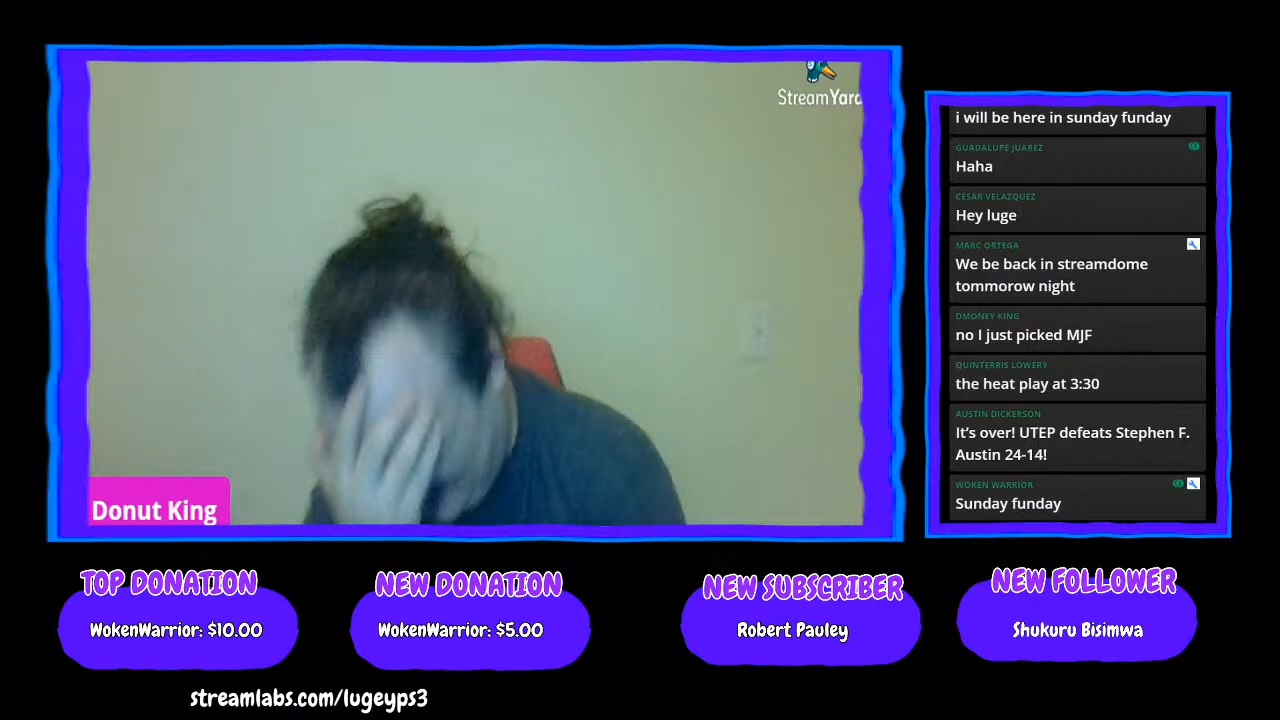 StreamYard
Donut King
i will be here in sunday funday
GUADALUPE JUAREZ
Haha
CESAR VELAZQUEZ
Hey luge
MARC ORTEGA
We be back in streamdome
tommorow night
DMONEY KING
no I just picked MJF
QUINTERRIS LOWERY
the heat play at 3:30
AUSTIN DICKERSON
It's over! UTEP defeats Stephen F.
Austin 24-14!
WOKEN WARRIOR
Sunday funday
TOP DONATION
WokenWarrior: $10.00
NEW DONATION
WokenWarrior: $5.00
NEW SUBSCRIBER
Robert Pauley
NEW FOLLOWER
Shukuru Bisimwa
streamlabs.com/lugeyps3